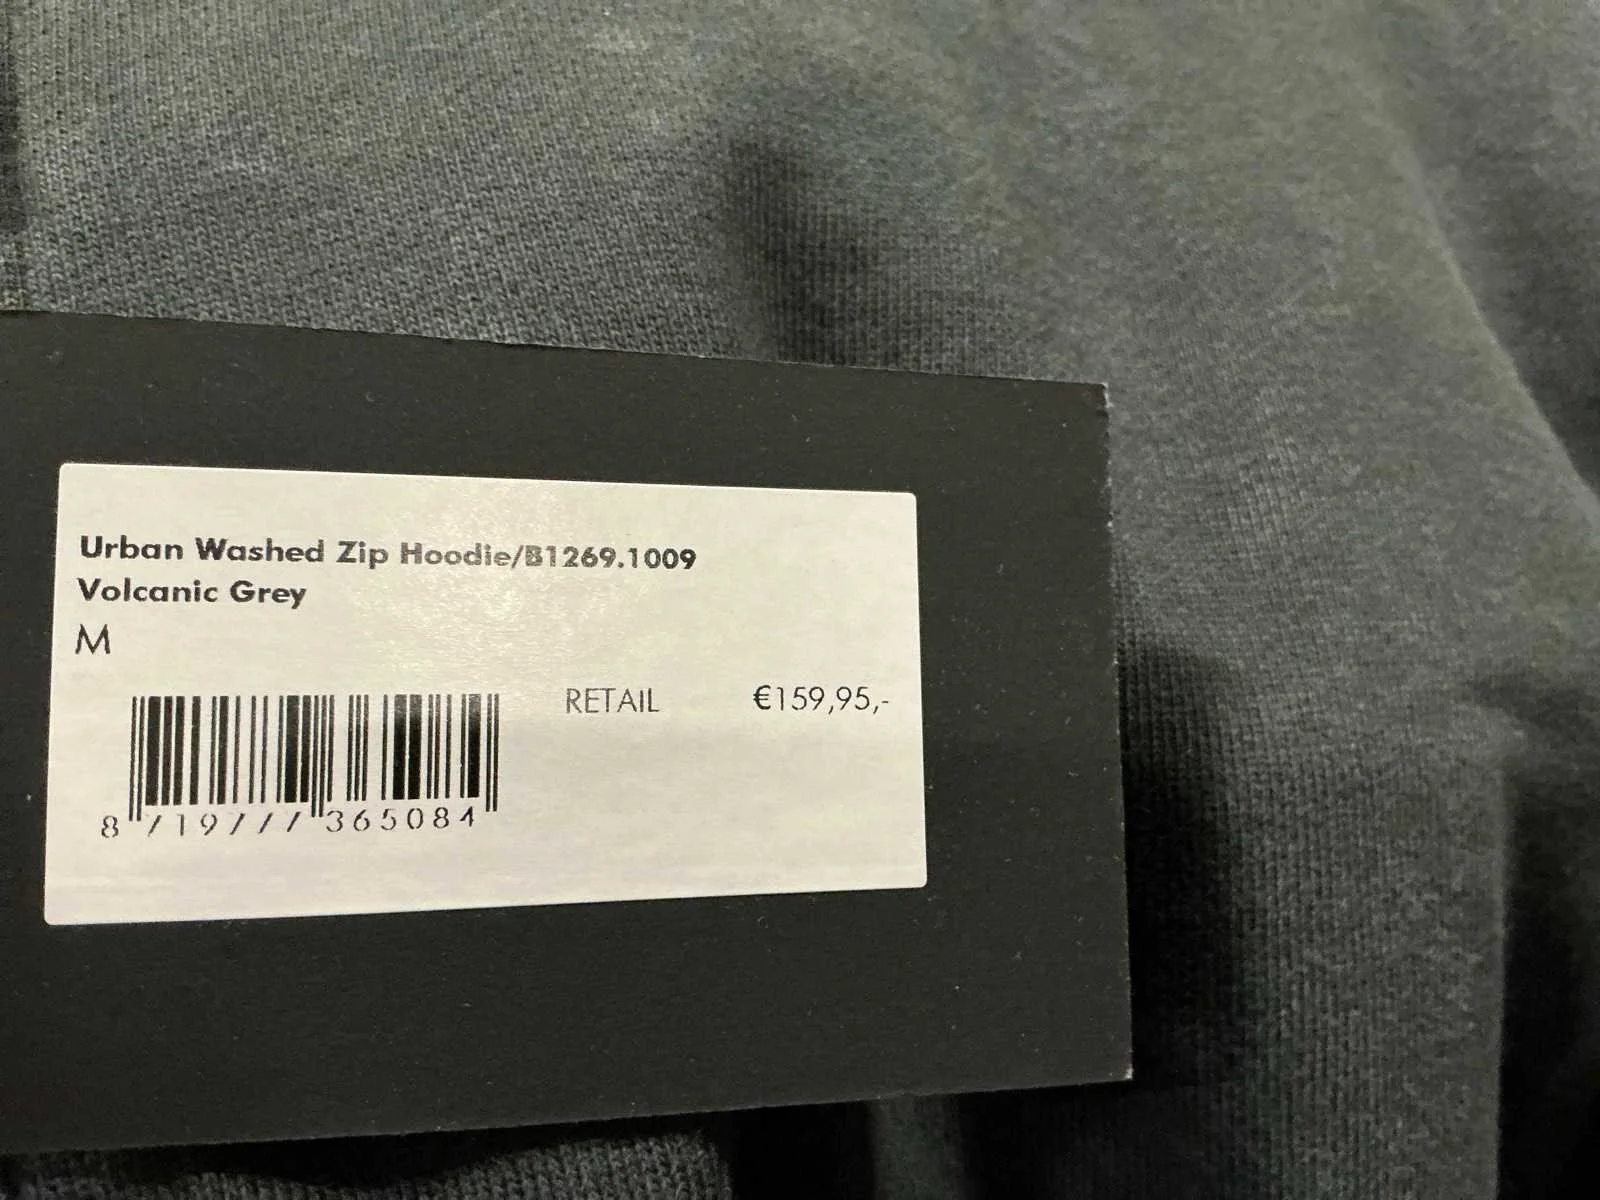 Urban Washed Zip Hoodie/B1269.1009
Volcanic Grey
M
RETAIL €159,95,-
8 719777 365084